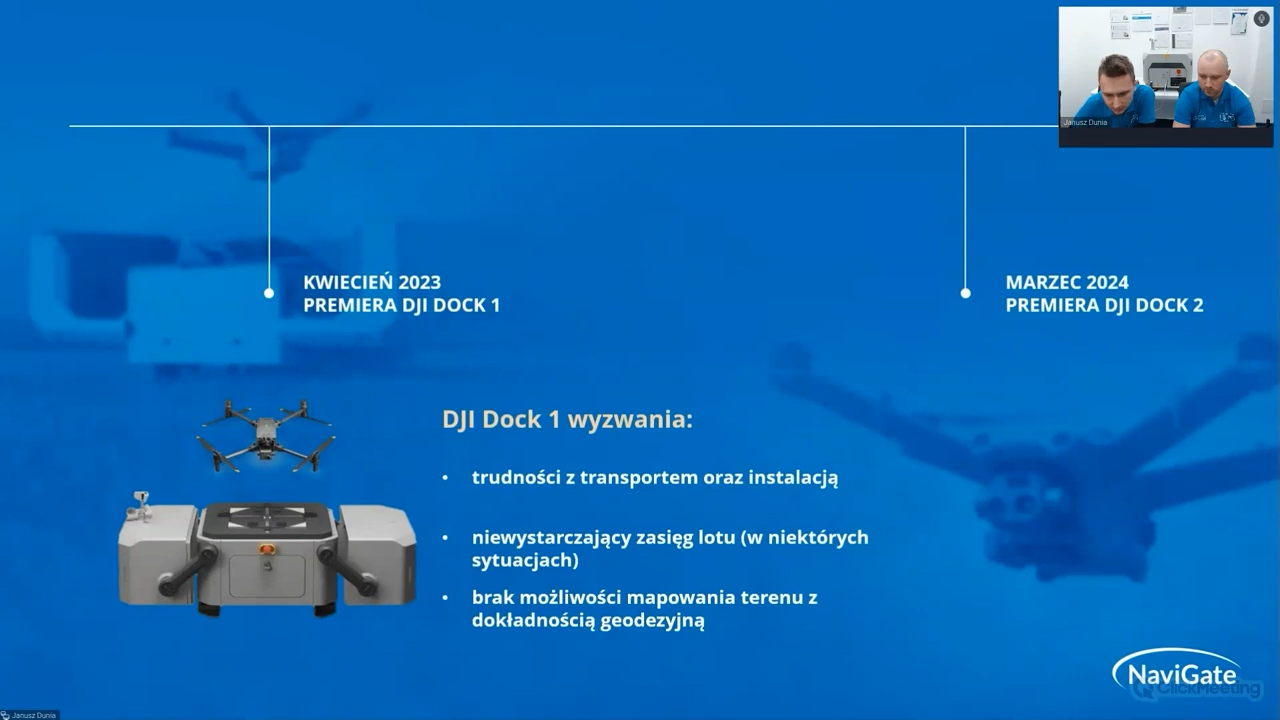 Janusz Dunia
KWIECIEŃ 2023
PREMIERA DJI DOCK 1
MARZEC 2024
PREMIERA DJI DOCK 2
DJI Dock 1 wyzwania:
• trudności z transportem oraz instalacją
• niewystarczający zasięg lotu (w niektórych
sytuacjach)
• brak możliwości mapowania terenu z
dokładnością geodezyjną
NaviGate
ClickMeeting
Janusz Dunia